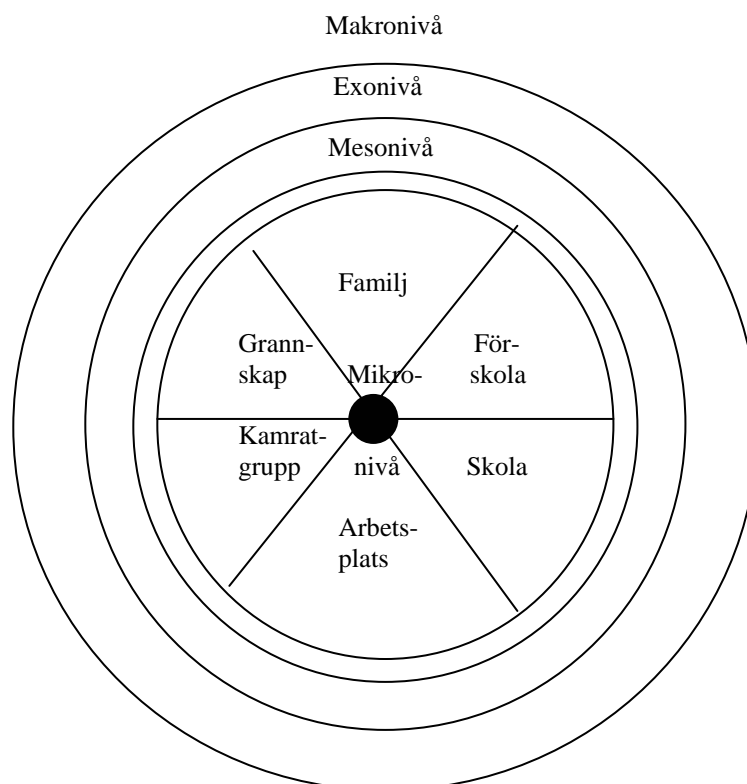 Makronivå
Exonivå
Mesonivå
Familj
Grann-
skap
Mikro-
För-
skola
Kamrat-
grupp
nivå
Skola
Arbets-
plats